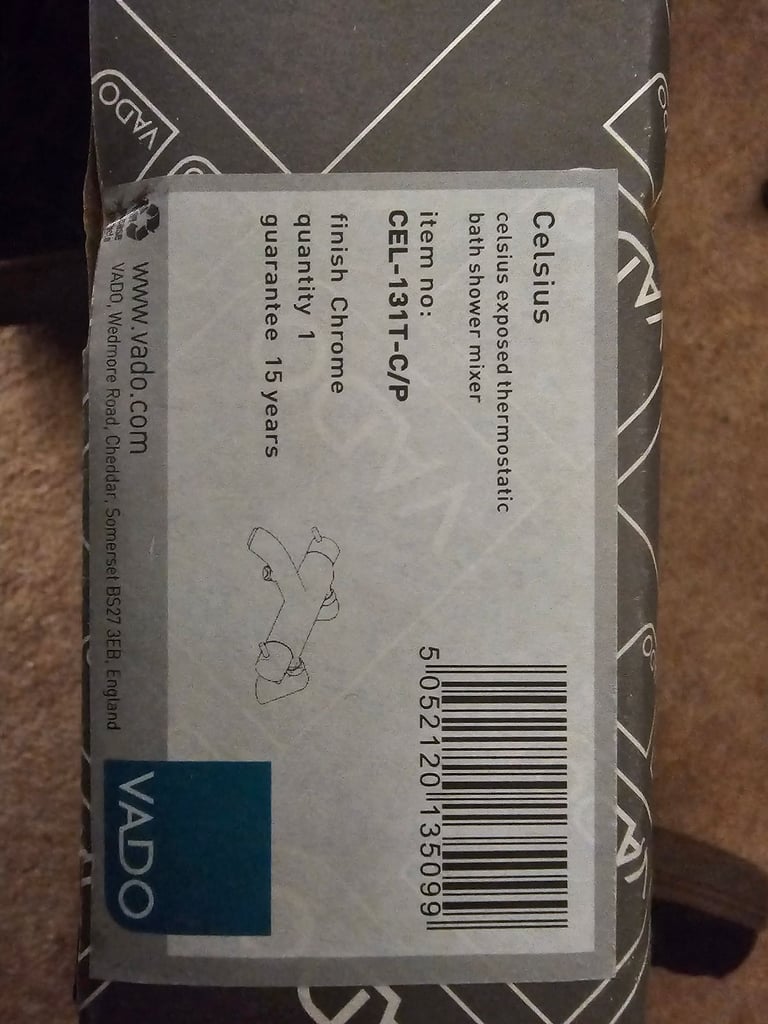 VADO
Celsius
celsius exposed thermostatic
bath shower mixer
item no:
CEL-131T-C/P
finish Chrome
quantity 1
guarantee 15 years
5 052120 135099
www.vado.com
VADO, Wedmore Road, Cheddar, Somerset BS27 3EB, England
VADO